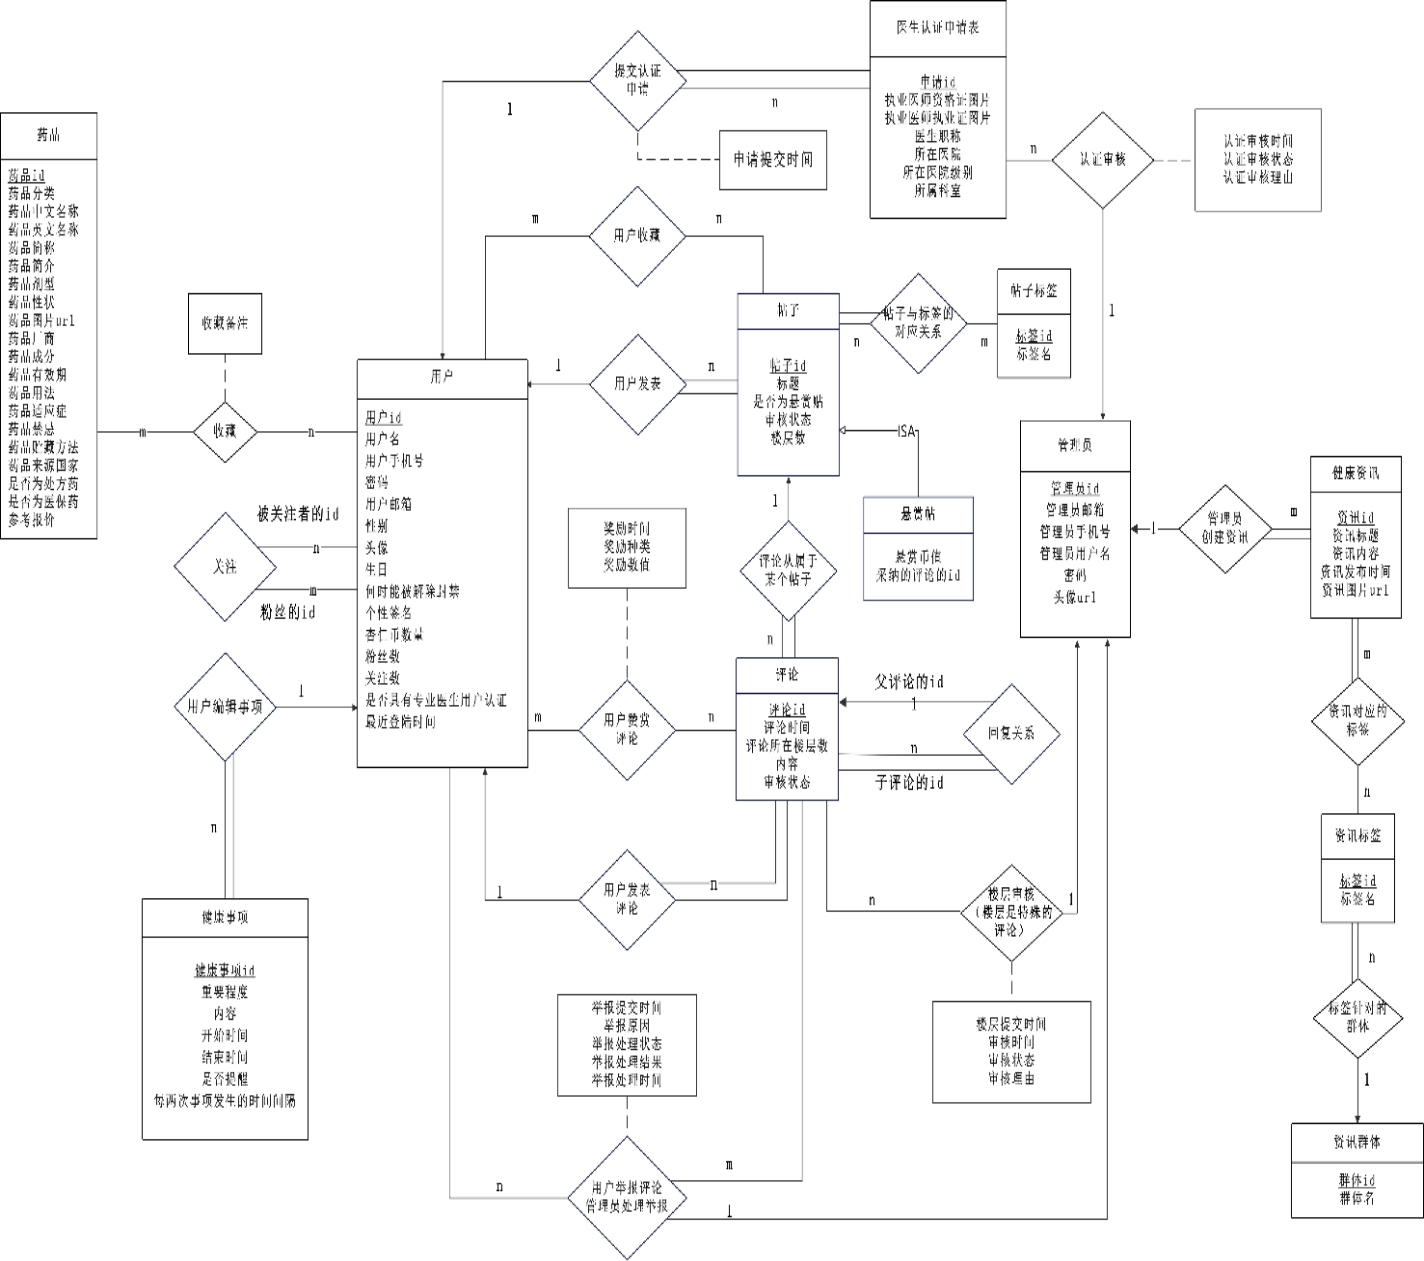 医生认证申请表
申请id
执业医师资格证图片
执业医师执业证图片
医生职称
所在医院
所在医院级别
所属科室
提交认证
申请
1
n
申请提交时间
n
认证审核
认证审核时间
认证审核状态
认证审核理由
1
药品
药品id
药品分类
药品中文名称
药品英文名称
药品简称
药品简介
药品剂型
药品性状
药品图片url
药品厂商
药品成分
药品有效期
药品用法
药品适应症
药品禁忌
药品贮藏方法
药品来源国家
是否为处方药
是否为医保药
参考报价
m
用户收藏
n
收藏备注
m
收藏
n
帖子
帖子id
标题
是否为悬赏贴
审核状态
楼层数
帖子与标签的
对应关系
n
m
帖子标签
标签id
标签名
1
用户发表
n
用户
用户id
用户名
用户手机号
密码
用户邮箱
性别
头像
生日
何时能被解除封禁
个性签名
杏仁币数量
粉丝数
关注数
是否具有专业医生用户认证
最近登陆时间
ISA
悬赏帖
悬赏币值
采纳的评论的id
管理员
管理员id
管理员邮箱
管理员手机号
管理员用户名
密码
头像url
1
管理员
创建资讯
m
健康资讯
资讯id
资讯标题
资讯内容
资讯发布时间
资讯图片url
被关注者的id
n
关注
m
粉丝的id
奖励时间
奖励种类
奖励数值
1
评论从属于
某个帖子
n
用户编辑事项
1
n
m
用户赞赏
评论
n
评论
评论id
评论时间
评论所在楼层数
内容
审核状态
父评论的id
1
回复关系
n
子评论的id
m
资讯对应的
标签
n
资讯标签
标签id
标签名
n
标签针对的
群体
1
资讯群体
群体id
群体名
1
用户发表
评论
n
n
楼层审核
（楼层是特殊的
评论）
1
楼层提交时间
审核时间
审核状态
审核理由
健康事项
健康事项id
重要程度
内容
开始时间
结束时间
是否提醒
每两次事项发生的时间间隔
举报提交时间
举报原因
举报处理状态
举报处理结果
举报处理时间
n
用户举报评论
管理员处理举报
m
1